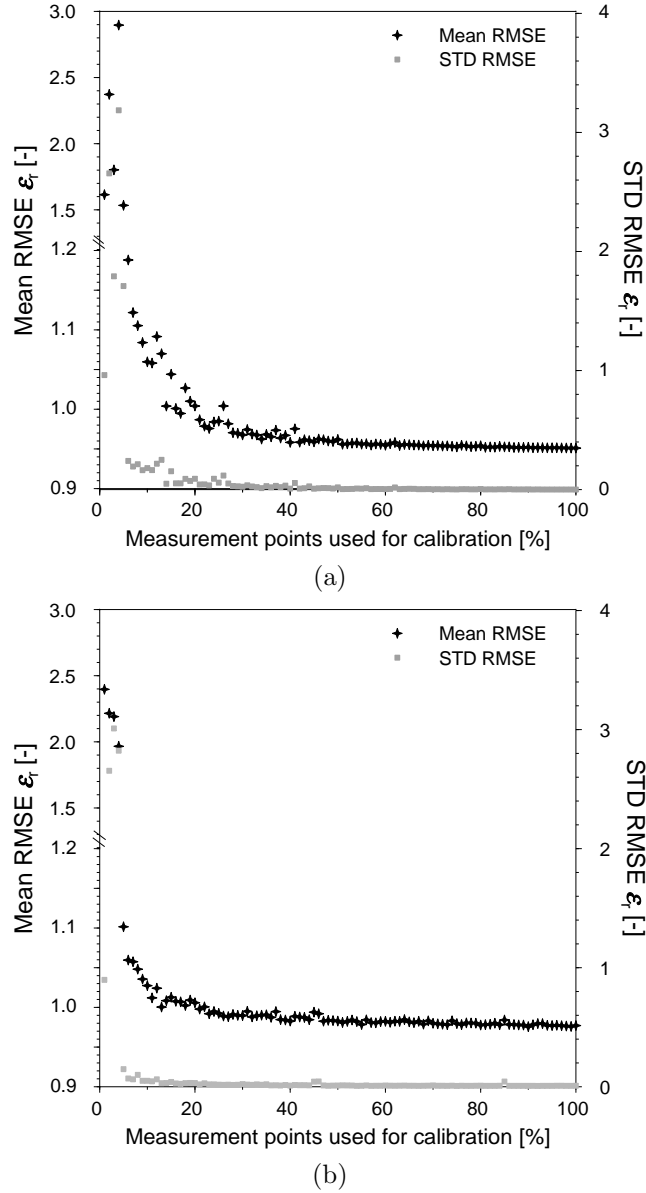 3.0
2.5
2.0
1.5
1.2
1.1
1.0
0.9
4
3
2
1
0
Mean RMSE
STD RMSE
Mean RMSE εr [-]
STD RMSE εr [-]
0 20 40 60 80 100
Measurement points used for calibration [%]
(a)
3.0
2.5
2.0
1.5
1.2
1.1
1.0
0.9
4
3
2
1
0
Mean RMSE
STD RMSE
Mean RMSE εr [-]
STD RMSE εr [-]
0 20 40 60 80 100
Measurement points used for calibration [%]
(b)